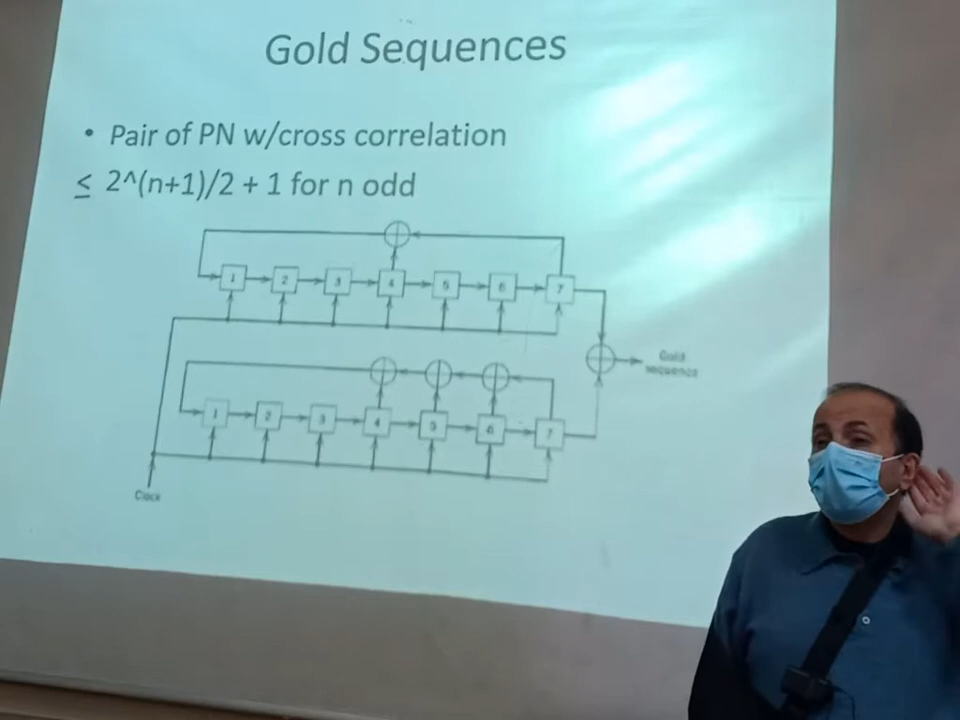 Gold Sequences
• Pair of PN w/cross correlation
≤ 2^(n+1)/2 + 1 for n odd
1 2 3 4 5 6 7
Gold
sequence
1 2 3 4 5 6 7
Clock